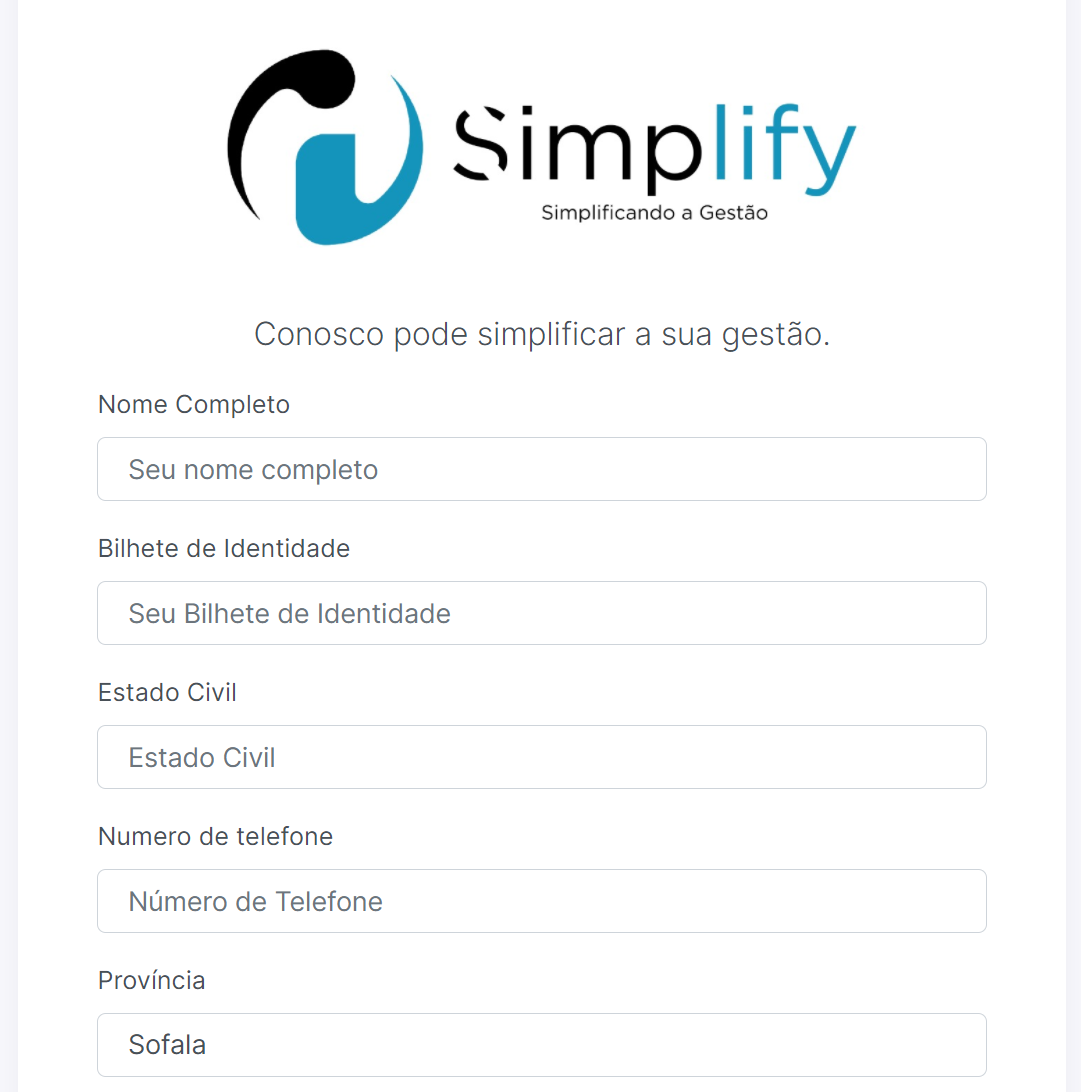 Simplify
Simplificando a Gestão
Conosco pode simplificar a sua gestão.
Nome Completo
Seu nome completo
Bilhete de Identidade
Seu Bilhete de Identidade
Estado Civil
Estado Civil
Numero de telefone
Número de Telefone
Província
Sofala